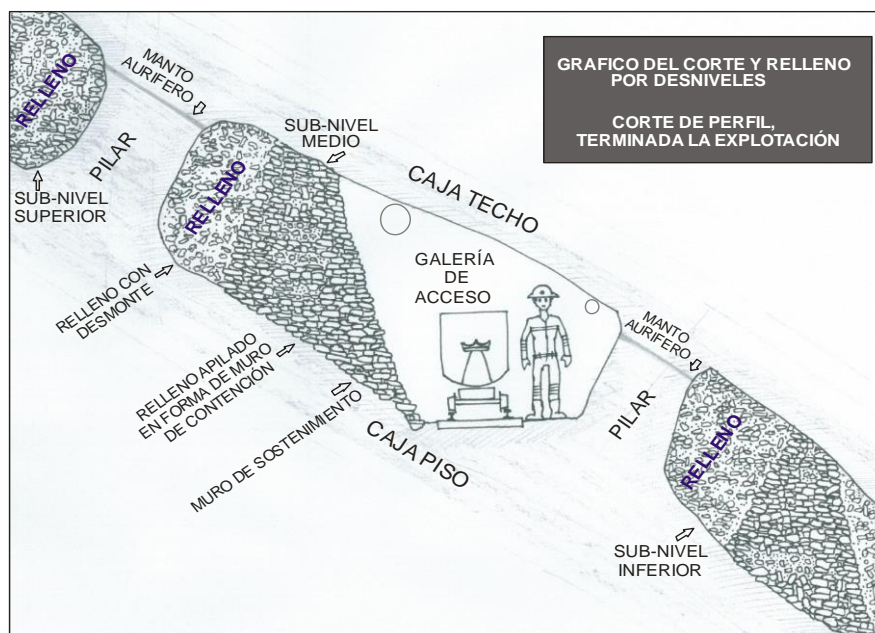 GRAFICO DEL CORTE Y RELLENO
POR DESNIVELES
CORTE DE PERFIL,
TERMINADA LA EXPLOTACIÓN
RELLENO
MANTO
AURIFERO
PILAR
SUB-NIVEL
SUPERIOR
SUB-NIVEL
MEDIO
RELLENO
CAJA TECHO
GALERÍA
DE
ACCESO
RELLENO CON
DESMONTE
RELLENO APILADO
EN FORMA DE MURO
DE CONTENCIÓN
MURO DE SOSTENIMIENTO
CAJA PISO
MANTO
AURIFERO
PILAR
RELLENO
SUB-NIVEL
INFERIOR